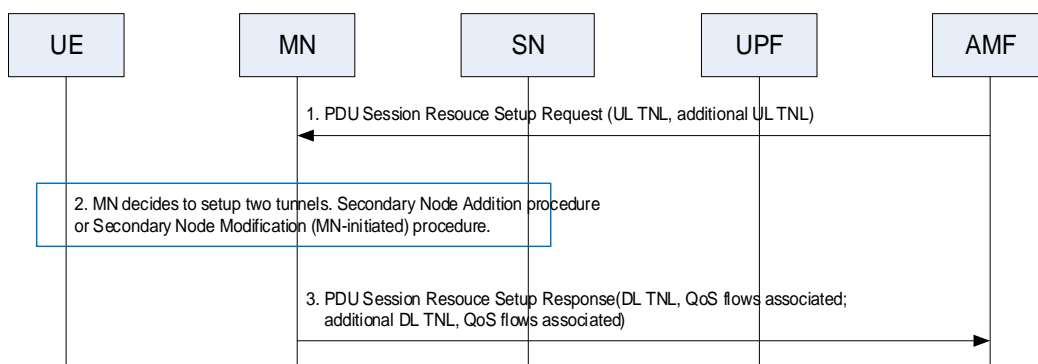 UE
MN
SN
UPF
AMF
1. PDU Session Resouce Setup Request (UL TNL, additional UL TNL)
2. MN decides to setup two tunnels. Secondary Node Addition procedure
or Secondary Node Modification (MN-initiated) procedure.
3. PDU Session Resouce Setup Response(DL TNL, QoS flows associated;
additional DL TNL, QoS flows associated)